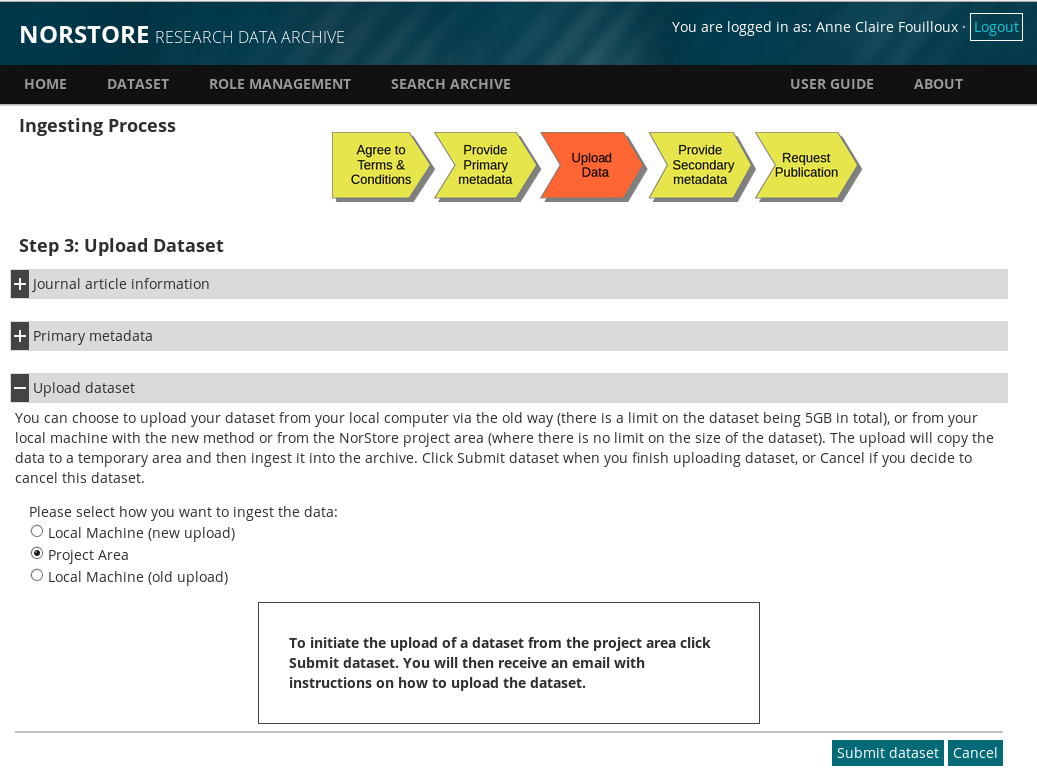 NORSTORE RESEARCH DATA ARCHIVE
You are logged in as: Anne Claire Fouilloux · Logout
HOME DATASET ROLE MANAGEMENT SEARCH ARCHIVE USER GUIDE ABOUT
Ingesting Process
Agree to
Terms &
Conditions
Provide
Primary
metadata
Upload
Data
Provide
Secondary
metadata
Request
Publication
Step 3: Upload Dataset
+ Journal article information
+ Primary metadata
− Upload dataset
You can choose to upload your dataset from your local computer via the old way (there is a limit on the dataset being 5GB in total), or from your
local machine with the new method or from the NorStore project area (where there is no limit on the size of the dataset). The upload will copy the
data to a temporary area and then ingest it into the archive. Click Submit dataset when you finish uploading dataset, or Cancel if you decide to
cancel this dataset.
Please select how you want to ingest the data:
Local Machine (new upload)
Project Area
Local Machine (old upload)
To initiate the upload of a dataset from the project area click
Submit dataset. You will then receive an email with
instructions on how to upload the dataset.
Submit dataset Cancel